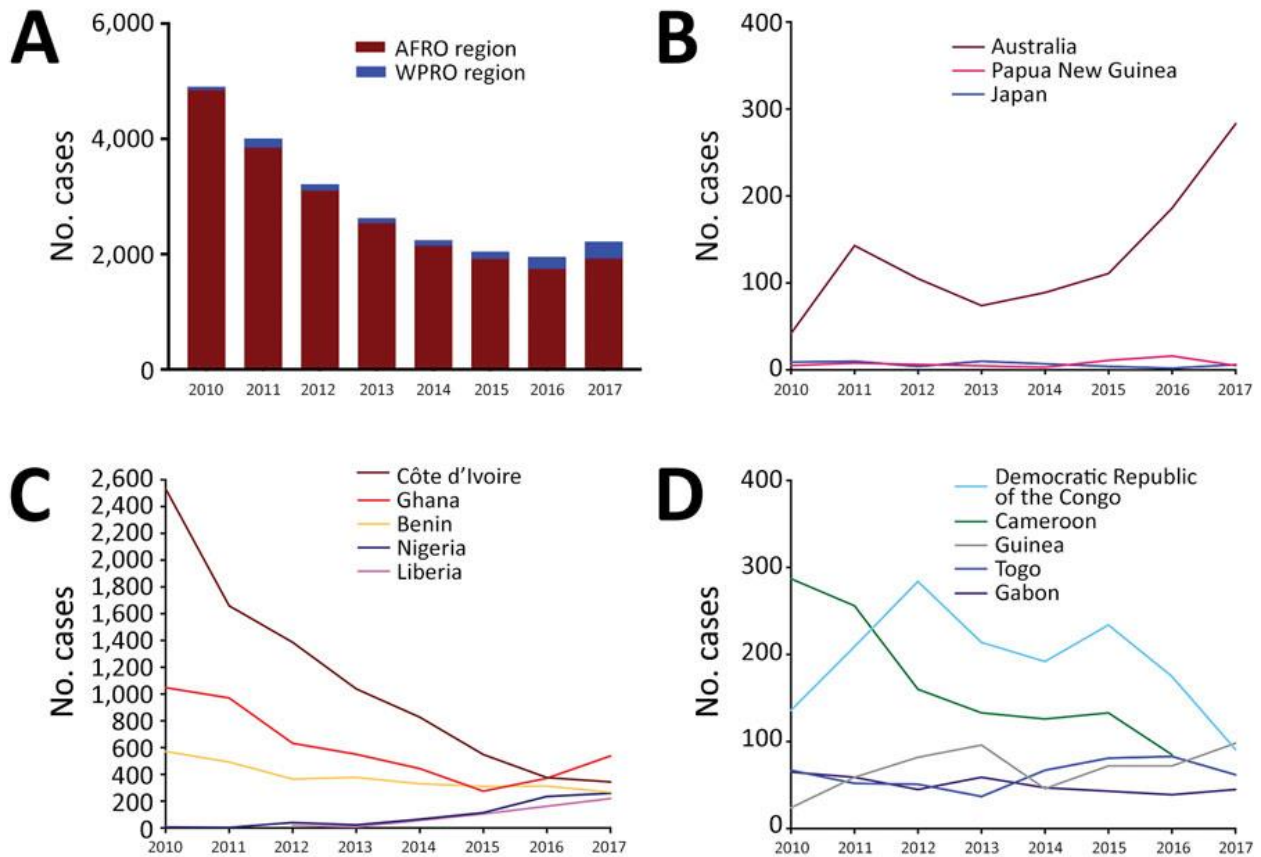 A
No. cases
6,000
4,000
2,000
0
AFRO region
WPRO region
2010 2011 2012 2013 2014 2015 2016 2017
B
No. cases
400
300
200
100
0
Australia
Papua New Guinea
Japan
2010 2011 2012 2013 2014 2015 2016 2017
C
No. cases
2,600
2,400
2,200
2,000
1,800
1,600
1,400
1,200
1,000
800
600
400
200
0
Côte d’Ivoire
Ghana
Benin
Nigeria
Liberia
2010 2011 2012 2013 2014 2015 2016 2017
D
No. cases
400
300
200
100
0
Democratic Republic
of the Congo
Cameroon
Guinea
Togo
Gabon
2010 2011 2012 2013 2014 2015 2016 2017